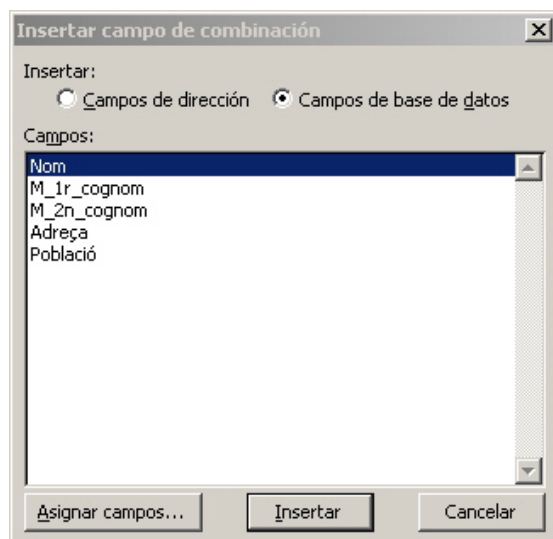 Insertar campo de combinación
Insertar:
Campos de dirección Campos de base de datos
Campos:
Nom
M_1r_cognom
M_2n_cognom
Adreça
Població
Asignar campos... Insertar Cancelar